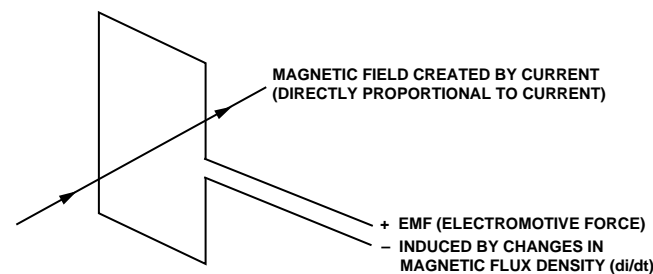 MAGNETIC FIELD CREATED BY CURRENT
(DIRECTLY PROPORTIONAL TO CURRENT)
+ EMF (ELECTROMOTIVE FORCE)
– INDUCED BY CHANGES IN
MAGNETIC FLUX DENSITY (di/dt)